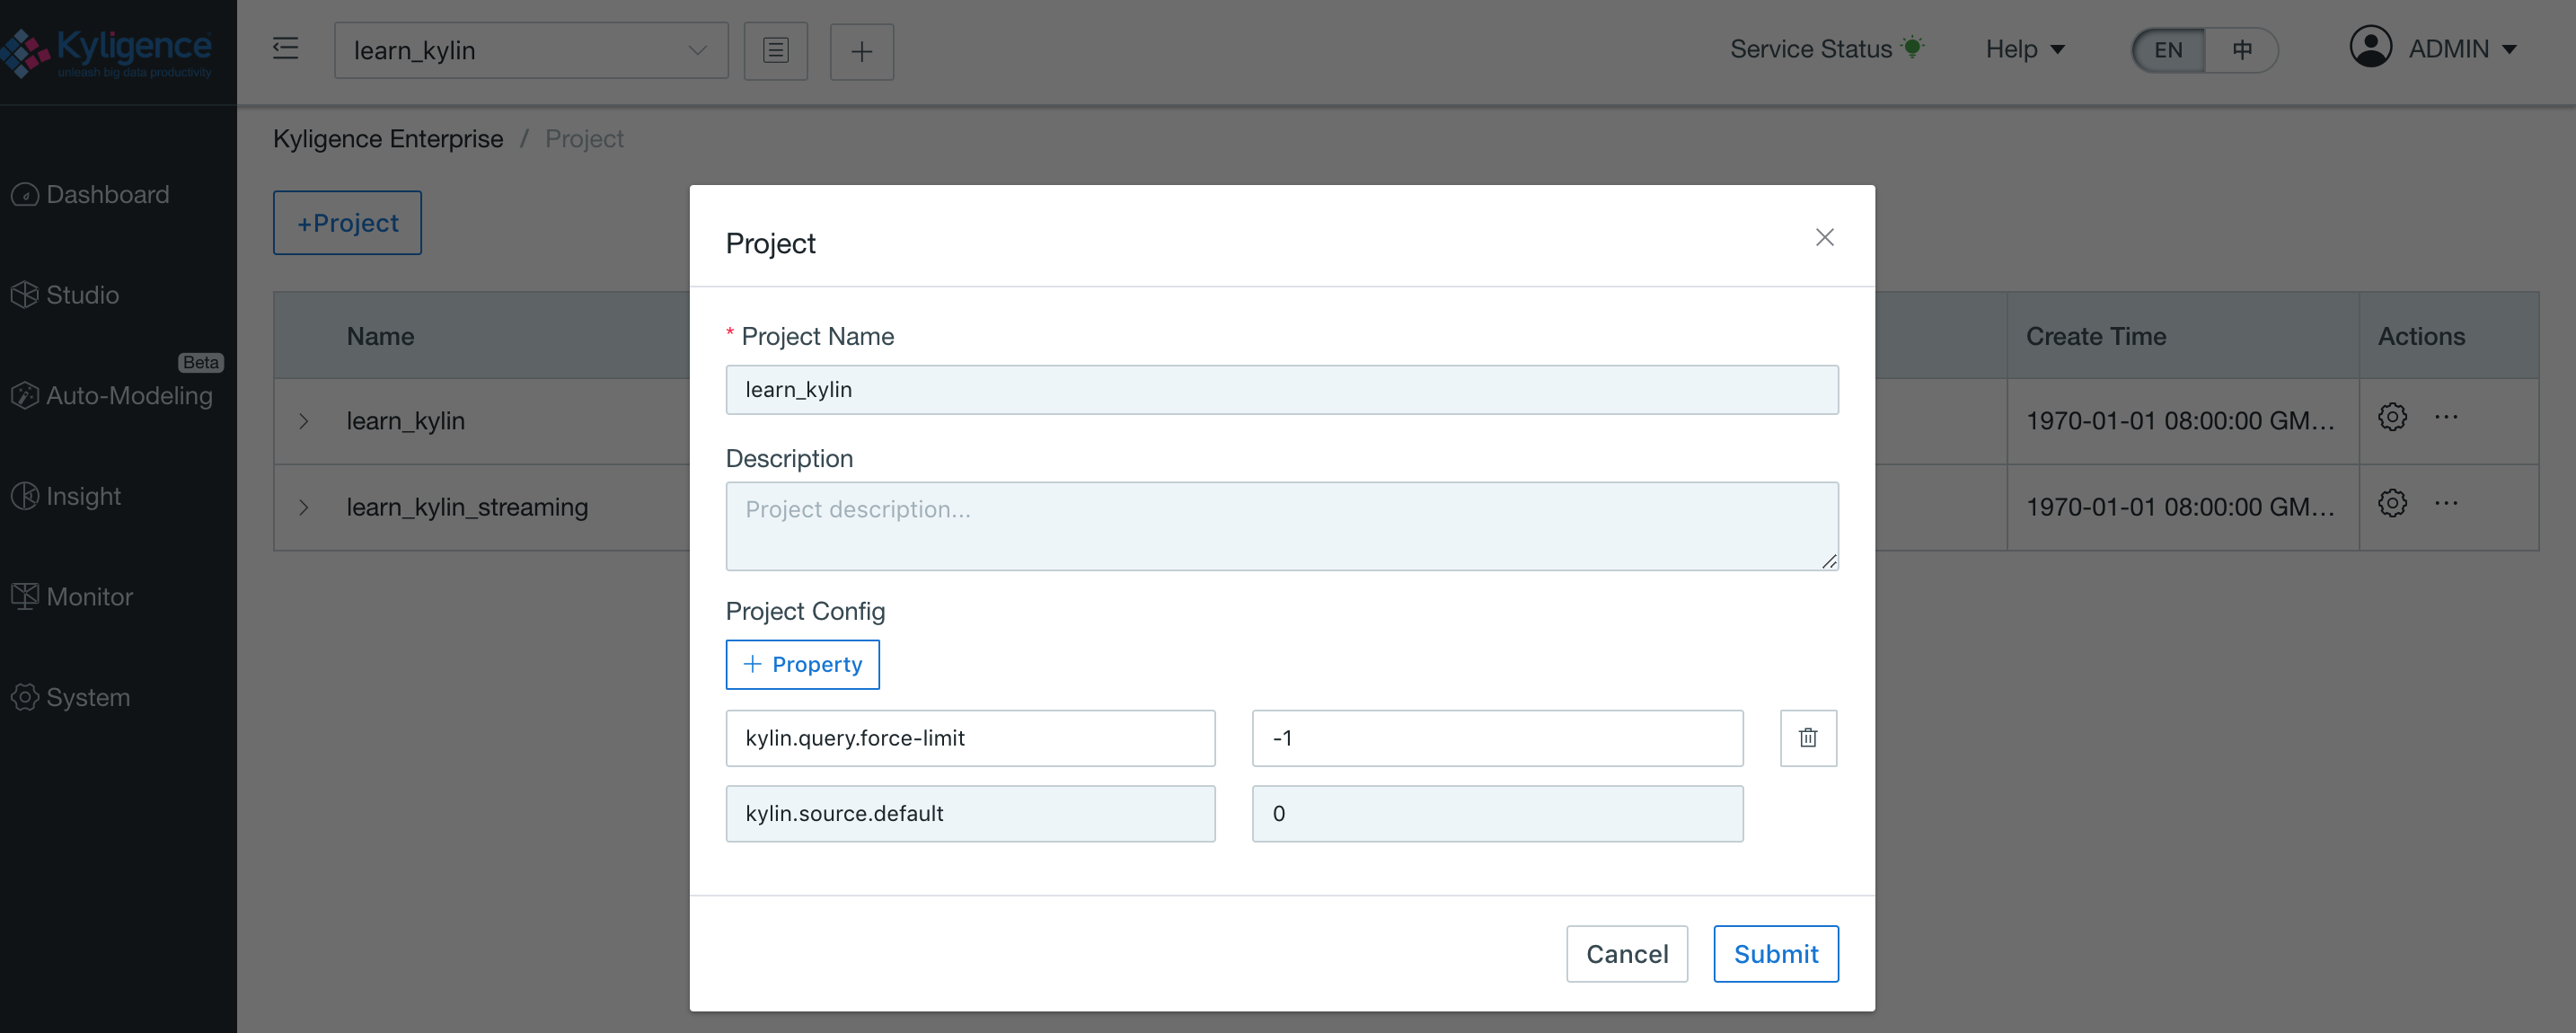 Kyligence
unleash big data productivity
learn_kylin
Service Status
Help
EN
中
ADMIN
Kyligence Enterprise / Project
Dashboard
Studio
Beta
Auto-Modeling
Insight
Monitor
System
+Project
Name
Create Time
Actions
learn_kylin
1970-01-01 08:00:00 GM...
learn_kylin_streaming
1970-01-01 08:00:00 GM...
Project
* Project Name
learn_kylin
Description
Project description...
Project Config
+ Property
kylin.query.force-limit
-1
kylin.source.default
0
Cancel
Submit